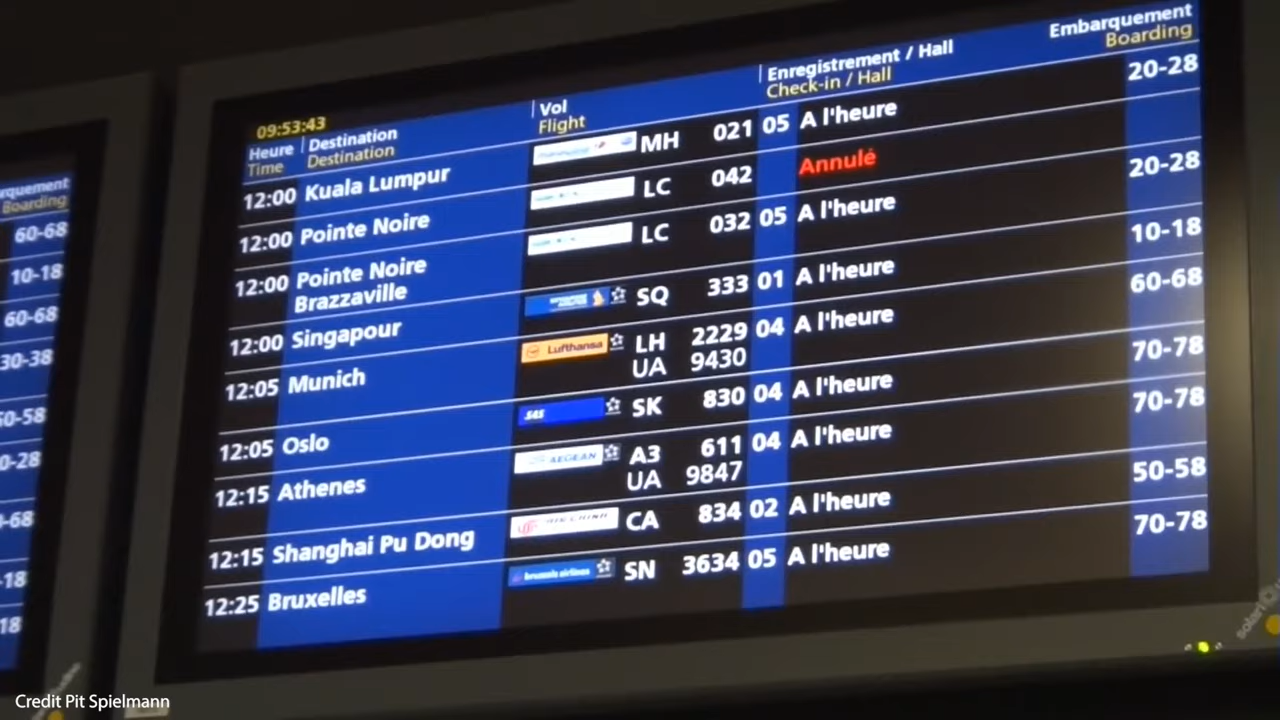 09:53:43
Heure Destination Vol Enregistrement / Hall Embarquement
Time Destination Flight Check-in / Hall Boarding
12:00 Kuala Lumpur MH 021 05 A l'heure 20-28
12:00 Pointe Noire LC 042 Annulé
12:00 Pointe Noire LC 032 05 A l'heure 20-28
Brazzaville
12:00 Singapour SQ 333 01 A l'heure 10-18
12:05 Munich Lufthansa LH 2229 04 A l'heure 60-68
UA 9430
12:05 Oslo SAS SK 830 04 A l'heure 70-78
12:15 Athenes AEGEAN A3 611 04 A l'heure 70-78
UA 9847
12:15 Shanghai Pu Dong AIR CHINA CA 834 02 A l'heure 50-58
12:25 Bruxelles brussels airlines SN 3634 05 A l'heure 70-78
Boarding
60-68
10-18
60-68
30-38
solari
Credit Pit Spielmann